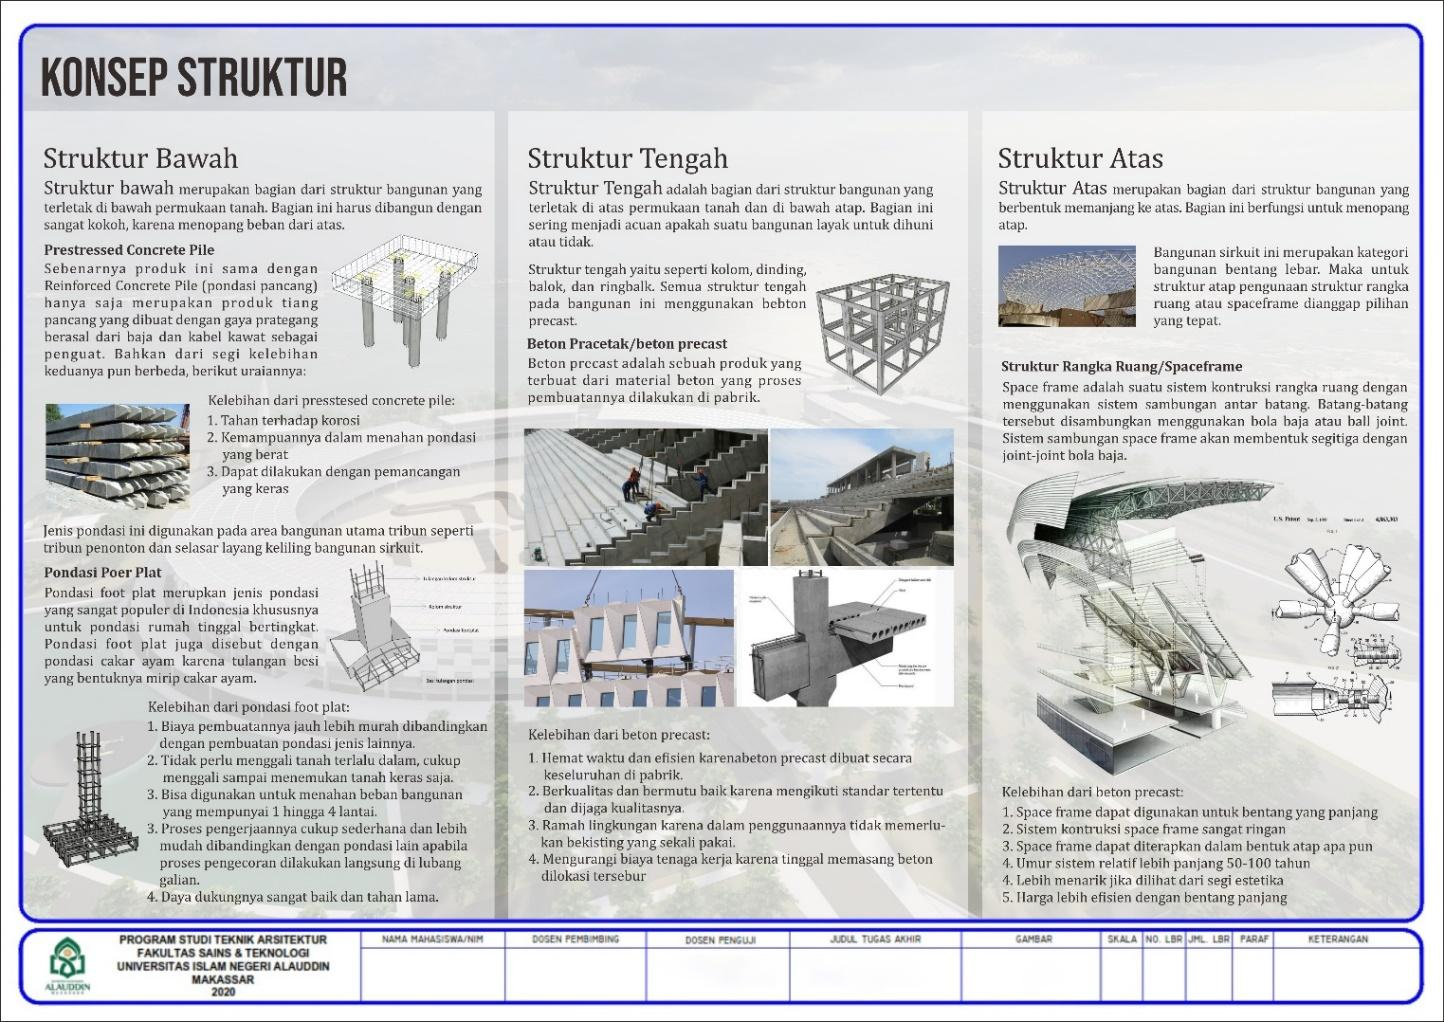 KONSEP STRUKTUR
Struktur Bawah
Struktur bawah merupakan bagian dari struktur bangunan yang
terletak di bawah permukaan tanah. Bagian ini harus dibangun dengan
sangat kokoh, karena menopang beban dari atas.
Prestressed Concrete Pile
Sebenarnya produk ini sama dengan
Reinforced Concrete Pile (pondasi pancang)
hanya saja merupakan produk tiang
pancang yang dibuat dengan gaya prategang
berasal dari baja dan kabel kawat sebagai
penguat. Bahkan dari segi kelebihan
keduanya pun berbeda, berikut uraiannya:
Kelebihan dari presstesed concrete pile:
1. Tahan terhadap korosi
2. Kemampuannya dalam menahan pondasi
yang berat
3. Dapat dilakukan dengan pemancangan
yang keras
Jenis pondasi ini digunakan pada area bangunan utama tribun seperti
tribun penonton dan selasar layang keliling bangunan sirkuit.
Pondasi Poer Plat
Pondasi foot plat merupkan jenis pondasi
yang sangat populer di Indonesia khususnya
untuk pondasi rumah tinggal bertingkat.
Pondasi foot plat juga disebut dengan
pondasi cakar ayam karena tulangan besi
yang bentuknya mirip cakar ayam.
Tulangan kolom struktur
Kolom struktur
Pondasi footplat
Besi tulangan pondasi
Kelebihan dari pondasi foot plat:
1. Biaya pembuatannya jauh lebih murah dibandingkan
dengan pembuatan pondasi jenis lainnya.
2. Tidak perlu menggali tanah terlalu dalam, cukup
menggali sampai menemukan tanah keras saja.
3. Bisa digunakan untuk menahan beban bangunan
yang mempunyai 1 hingga 4 lantai.
3. Proses pengerjaannya cukup sederhana dan lebih
mudah dibandingkan dengan pondasi lain apabila
proses pengecoran dilakukan langsung di lubang
galian.
4. Daya dukungnya sangat baik dan tahan lama.
Struktur Tengah
Struktur Tengah adalah bagian dari struktur bangunan yang
terletak di atas permukaan tanah dan di bawah atap. Bagian ini
sering menjadi acuan apakah suatu bangunan layak untuk dihuni
atau tidak.
Struktur tengah yaitu seperti kolom, dinding,
balok, dan ringbalk. Semua struktur tengah
pada bangunan ini menggunakan bebton
precast.
Beton Pracetak/beton precast
Beton precast adalah sebuah produk yang
terbuat dari material beton yang proses
pembuatannya dilakukan di pabrik.
Kelebihan dari beton precast:
1. Hemat waktu dan efisien karenabeton precast dibuat secara
keseluruhan di pabrik.
2. Berkualitas dan bermutu baik karena mengikuti standar tertentu
dan dijaga kualitasnya.
3. Ramah lingkungan karena dalam penggunaannya tidak memerlu-
kan bekisting yang sekali pakai.
4. Mengurangi biaya tenaga kerja karena tinggal memasang beton
dilokasi tersebur
Struktur Atas
Struktur Atas merupakan bagian dari struktur bangunan yang
berbentuk memanjang ke atas. Bagian ini berfungsi untuk menopang
atap.
Bangunan sirkuit ini merupakan kategori
bangunan bentang lebar. Maka untuk
struktur atap pengunaan struktur rangka
ruang atau spaceframe dianggap pilihan
yang tepat.
Struktur Rangka Ruang/Spaceframe
Space frame adalah suatu sistem kontruksi rangka ruang dengan
menggunakan sistem sambungan antar batang. Batang-batang
tersebut disambungkan menggunakan bola baja atau ball joint.
Sistem sambungan space frame akan membentuk segitiga dengan
joint-joint bola baja.
U.S. Patent
Kelebihan dari beton precast:
1. Space frame dapat digunakan untuk bentang yang panjang
2. Sistem kontruksi space frame sangat ringan
3. Space frame dapat diterapkan dalam bentuk atap apa pun
4. Umur sistem relatif lebih panjang 50-100 tahun
4. Lebih menarik jika dilihat dari segi estetika
5. Harga lebih efisien dengan bentang panjang
ALAUDDIN
PROGRAM STUDI TEKNIK ARSITEKTUR
FAKULTAS SAINS & TEKNOLOGI
UNIVERSITAS ISLAM NEGERI ALAUDDIN
MAKASSAR
2020
NAMA MAHASISWA/NIM
DOSEN PEMBIMBING
DOSEN PENGUJI
JUDUL TUGAS AKHIR
GAMBAR
SKALA
NO. LBR
JML. LBR
PARAF
KETERANGAN